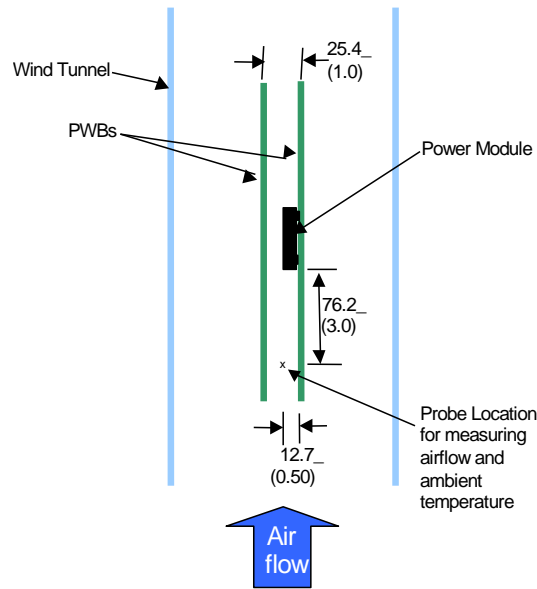 25.4_
(1.0)
Wind Tunnel
PWBs
Power Module
76.2_
(3.0)
x
Probe Location
for measuring
airflow and
ambient
temperature
12.7_
(0.50)
Air
flow